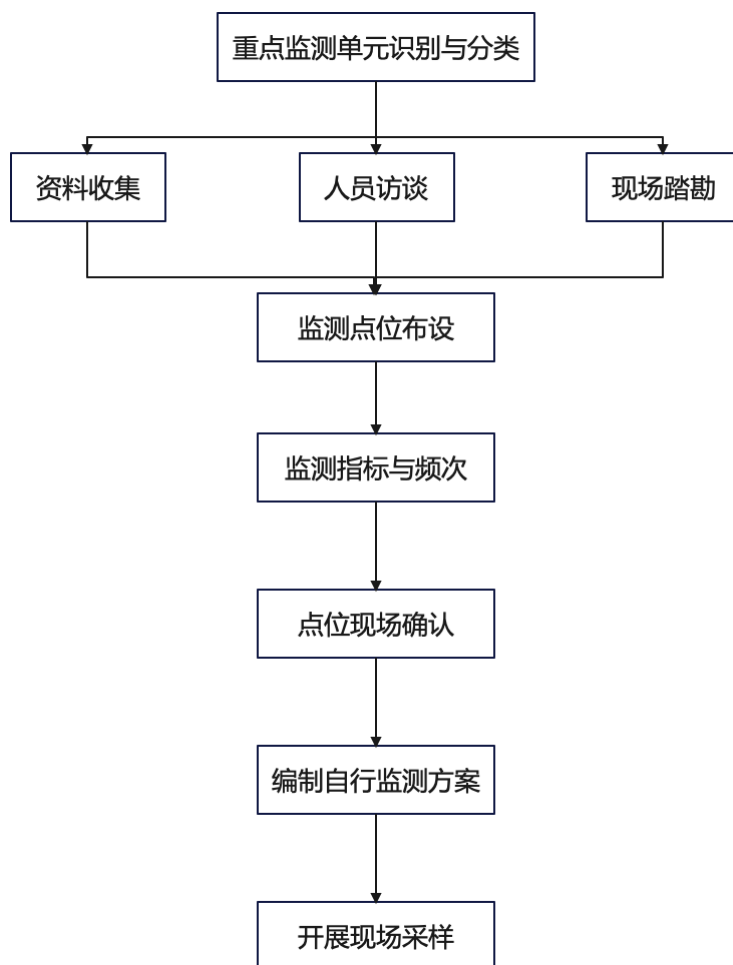 重点监测单元识别与分类
资料收集
人员访谈
现场踏勘
监测点位布设
监测指标与频次
点位现场确认
编制自行监测方案
开展现场采样